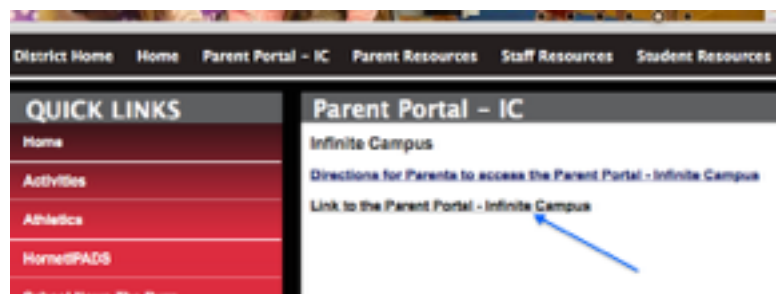 District Home Home Parent Portal - IC Parent Resources Staff Resources Student Resources
QUICK LINKS
Home
Activities
Athletics
HornetIPADS
Parent Portal - IC
Infinite Campus
Directions for Parents to access the Parent Portal - Infinite Campus
Link to the Parent Portal - Infinite Campus